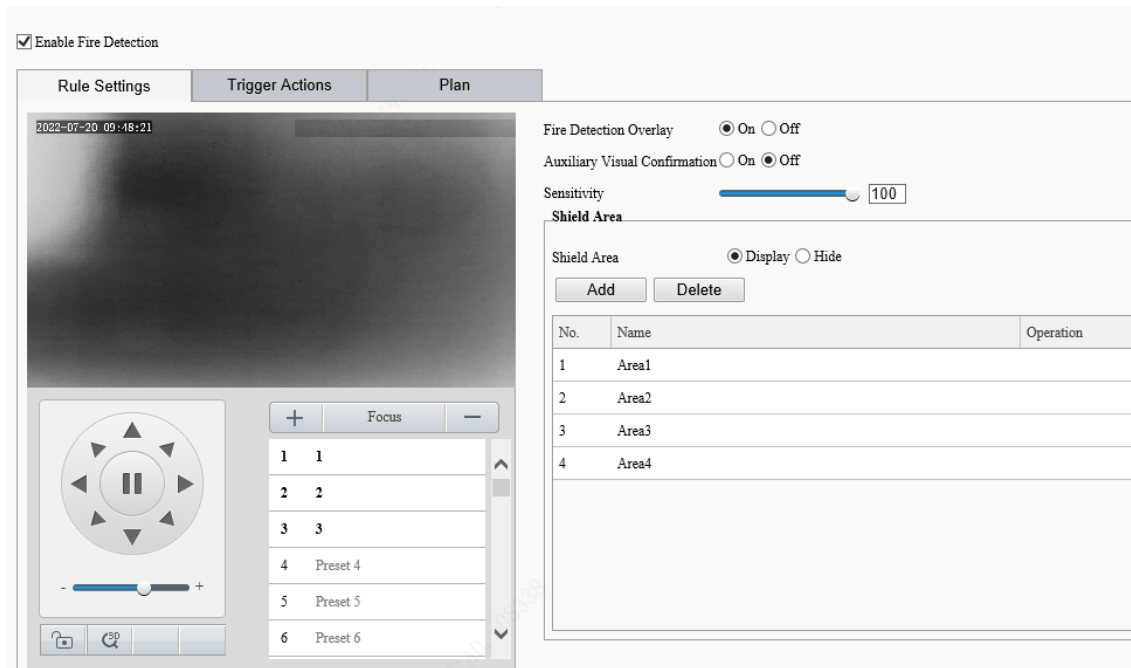 Enable Fire Detection
Rule Settings
Trigger Actions
Plan
2022-07-20 09:48:21
Fire Detection Overlay On Off
Auxiliary Visual Confirmation On Off
Sensitivity 100
Shield Area
Shield Area Display Hide
Add Delete
No. Name Operation
1 Area1
2 Area2
3 Area3
4 Area4
+ Focus −
1 1
2 2
3 3
4 Preset 4
5 Preset 5
6 Preset 6
- +
3D